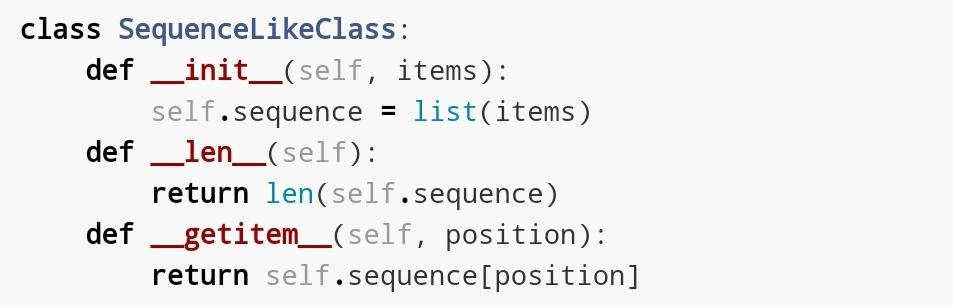 class SequenceLikeClass:
    def __init__(self, items):
        self.sequence = list(items)
    def __len__(self):
        return len(self.sequence)
    def __getitem__(self, position):
        return self.sequence[position]